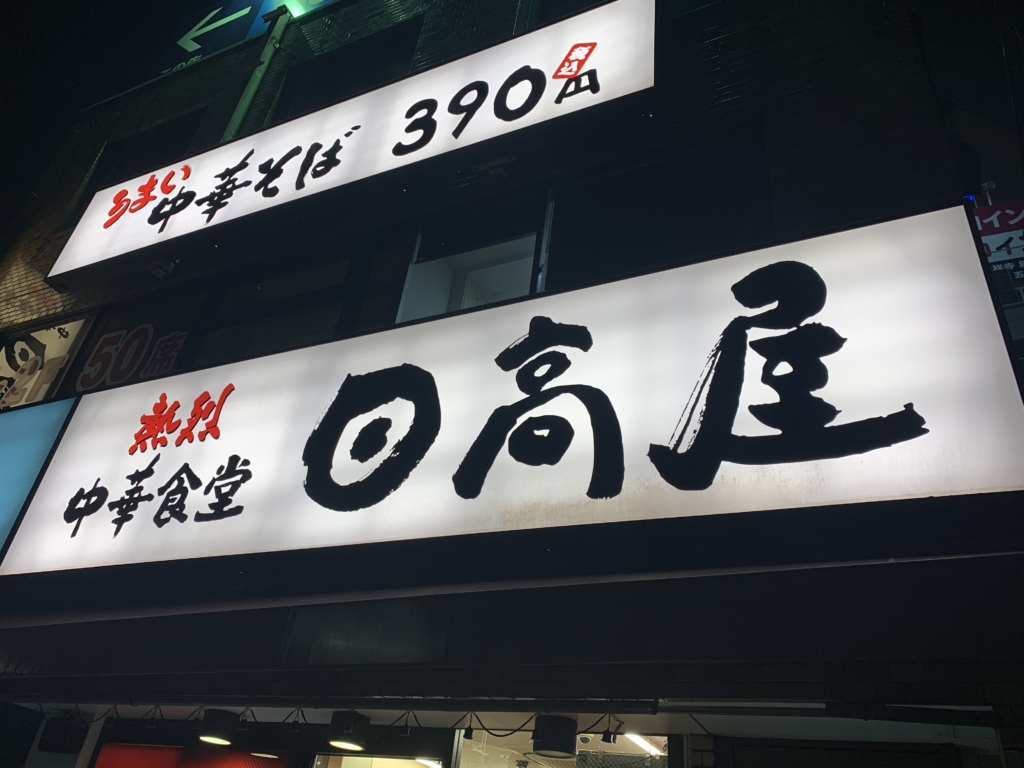 うまい
中華そば 390円
税込
50席
熱烈
中華食堂
日高屋